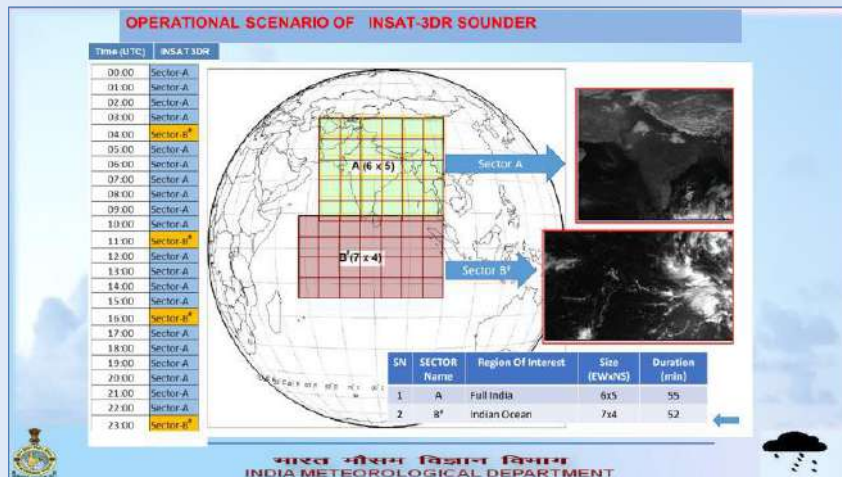 OPERATIONAL SCENARIO OF INSAT-3DR SOUNDER
Time (UTC) INSAT3DR
00:00 Sector-A
01:00 Sector-A
02:00 Sector-A
03:00 Sector-A
04:00 Sector-B#
05:00 Sector-A
06:00 Sector-A
07:00 Sector-A
08:00 Sector-A
09:00 Sector-A
10:00 Sector-A
11:00 Sector-B#
12:00 Sector-A
13:00 Sector-A
14:00 Sector-A
15:00 Sector-A
16:00 Sector-B#
17:00 Sector-A
18:00 Sector-A
19:00 Sector-A
20:00 Sector-A
21:00 Sector-A
22:00 Sector-A
23:00 Sector-B#
A (6 x 5)
Sector A
(7 x 4)
Sector B#
SN SECTOR Name Region Of Interest Size (EWxNS) Duration (min)
1 A Full India 6x5 55
2 B# Indian Ocean 7x4 52
भारत मौसम विज्ञान विभाग
INDIA METEOROLOGICAL DEPARTMENT